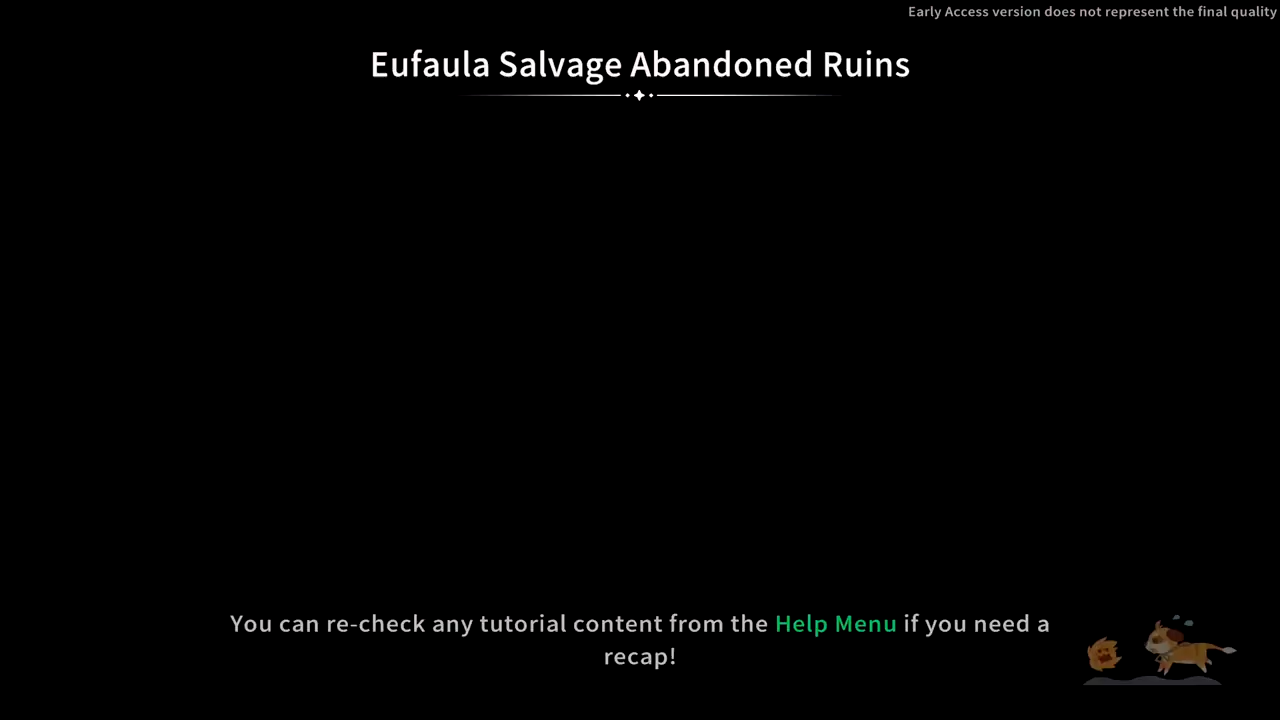 Early Access version does not represent the final quality
Eufaula Salvage Abandoned Ruins
You can re-check any tutorial content from the Help Menu if you need a
recap!